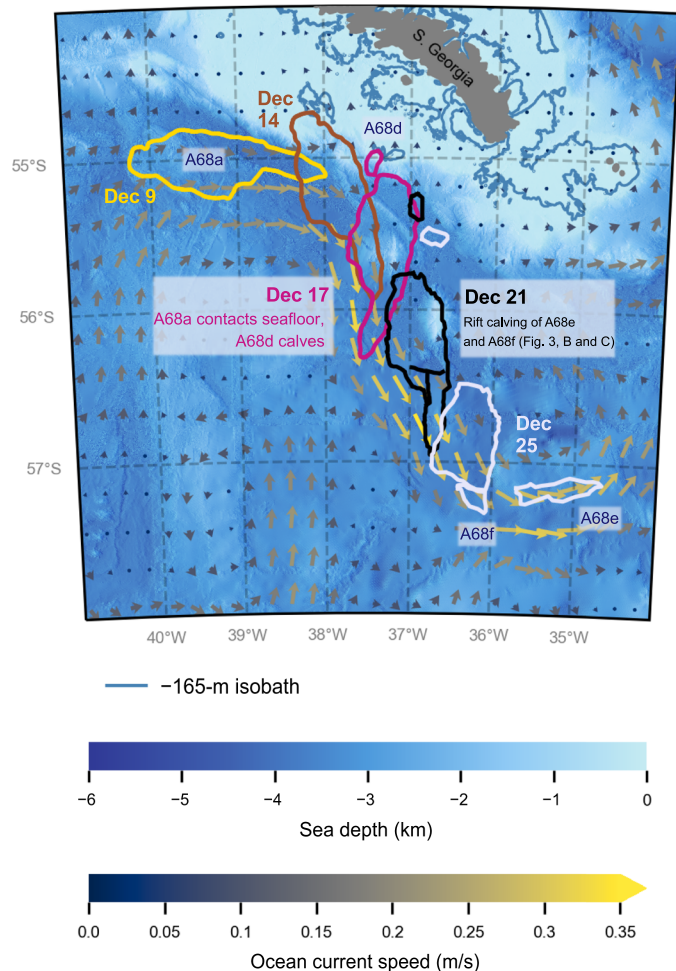 S. Georgia
Dec
14
A68d
55°S
A68a
Dec 9
Dec 17
A68a contacts seafloor,
A68d calves
Dec 21
Rift calving of A68e
and A68f (Fig. 3, B and C)
56°S
Dec
25
57°S
A68f
A68e
40°W 39°W 38°W 37°W 36°W 35°W
−165-m isobath
−6 −5 −4 −3 −2 −1 0
Sea depth (km)
0.0 0.05 0.1 0.15 0.2 0.25 0.3 0.35
Ocean current speed (m/s)